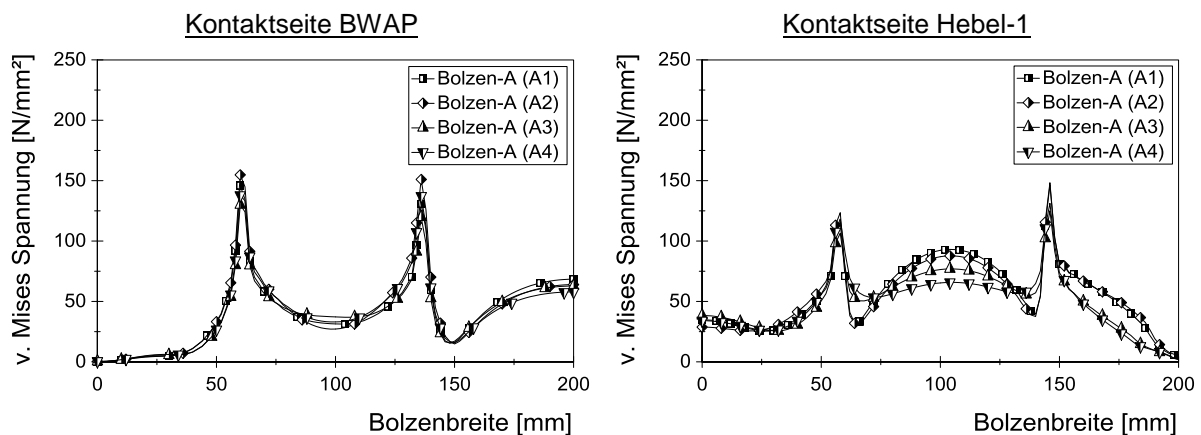 Kontaktseite BWAP
v. Mises Spannung [N/mm²]
250
200
150
100
50
0
Bolzen-A (A1)
Bolzen-A (A2)
Bolzen-A (A3)
Bolzen-A (A4)
0 50 100 150 200
Bolzenbreite [mm]
Kontaktseite Hebel-1
v. Mises Spannung [N/mm²]
250
200
150
100
50
0
Bolzen-A (A1)
Bolzen-A (A2)
Bolzen-A (A3)
Bolzen-A (A4)
0 50 100 150 200
Bolzenbreite [mm]